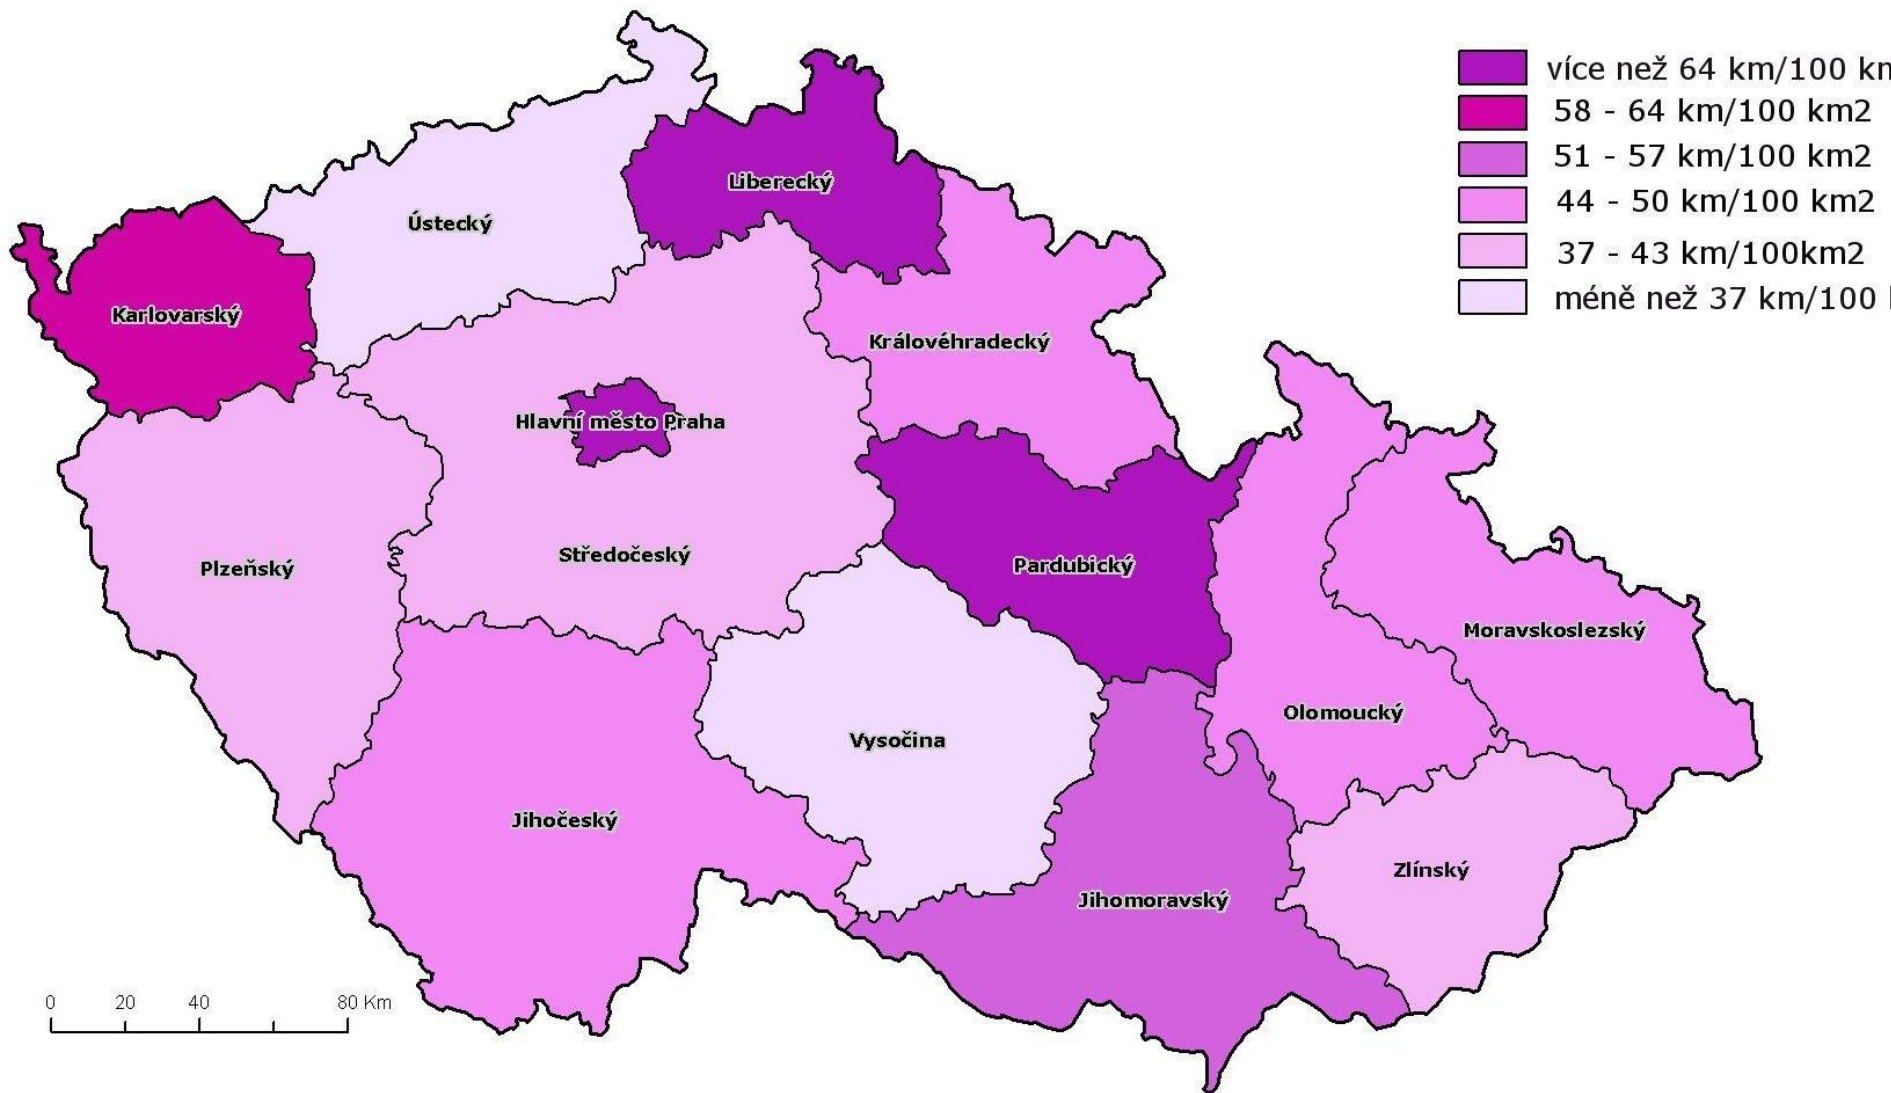 více než 64 km/100 km
58 - 64 km/100 km2
51 - 57 km/100 km2
44 - 50 km/100 km2
37 - 43 km/100km2
méně než 37 km/100
Liberecký
Ústecký
Karlovarský
Královéhradecký
Hlavní město Praha
Středočeský
Plzeňský
Pardubický
Moravskoslezský
Olomoucký
Vysočina
Jihočeský
Zlínský
Jihomoravský
0 20 40 80 Km